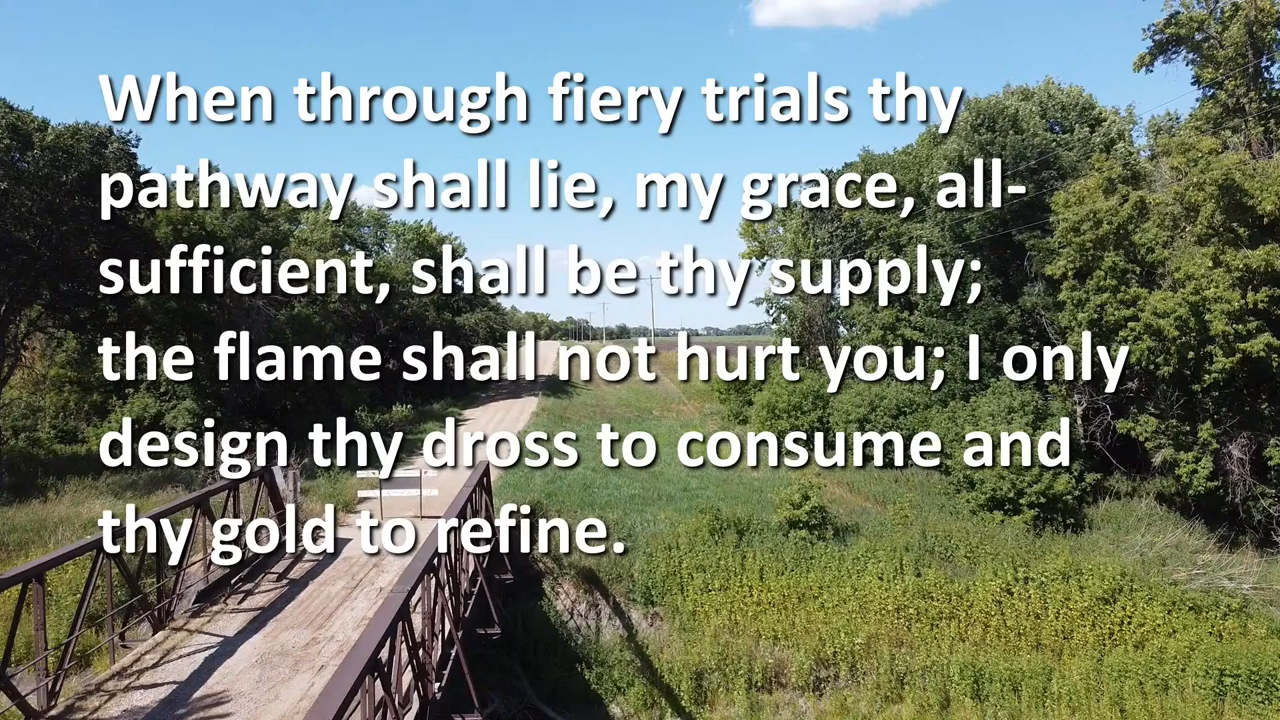 When through fiery trials thy
pathway shall lie, my grace, all-
sufficient, shall be thy supply;
the flame shall not hurt you; I only
design thy dross to consume and
thy gold to refine.